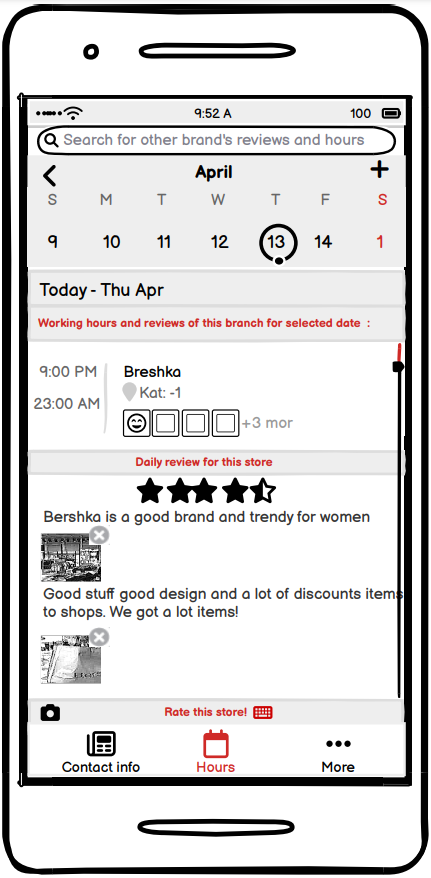 9:52 A
100
Search for other brand's reviews and hours
April
S M T W T F S
9 10 11 12 13 14 1
Today - Thu Apr
Working hours and reviews of this branch for selected date :
9:00 PM
Breshka
Kat: -1
23:00 AM
+3 mor
Daily review for this store
Bershka is a good brand and trendy for women
Good stuff good design and a lot of discounts items
to shops. We got a lot items!
Rate this store!
Contact info
Hours
More